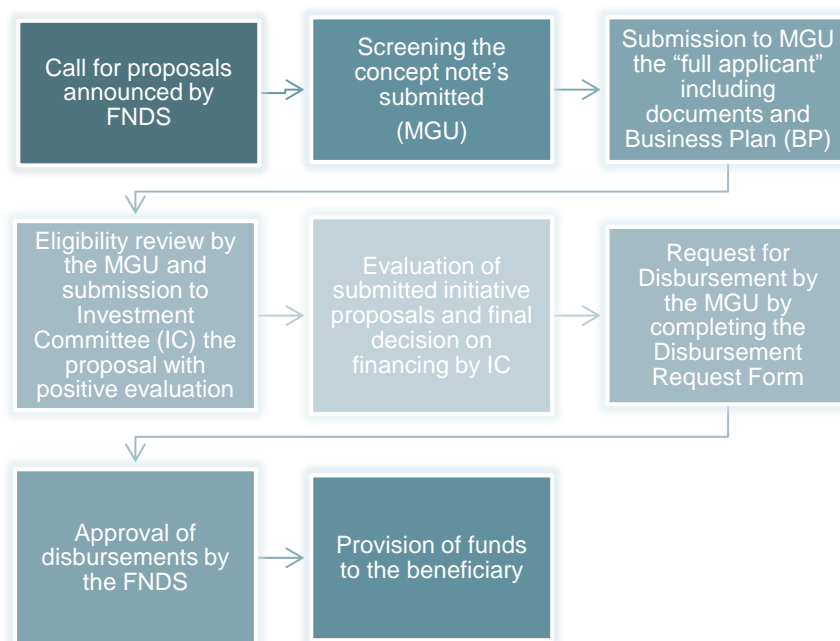 Call for proposals
announced by
FNDS
Screening the
concept note's
submitted
(MGU)
Submission to MGU
the “full applicant”
including
documents and
Business Plan (BP)
Eligibility review by
the MGU and
submission to
Investment
Committee (IC) the
proposal with
positive evaluation
Evaluation of
submitted initiative
proposals and final
decision on
financing by IC
Request for
Disbursement by
the MGU by
completing the
Disbursement
Request Form
Approval of
disbursements by
the FNDS
Provision of funds
to the beneficiary